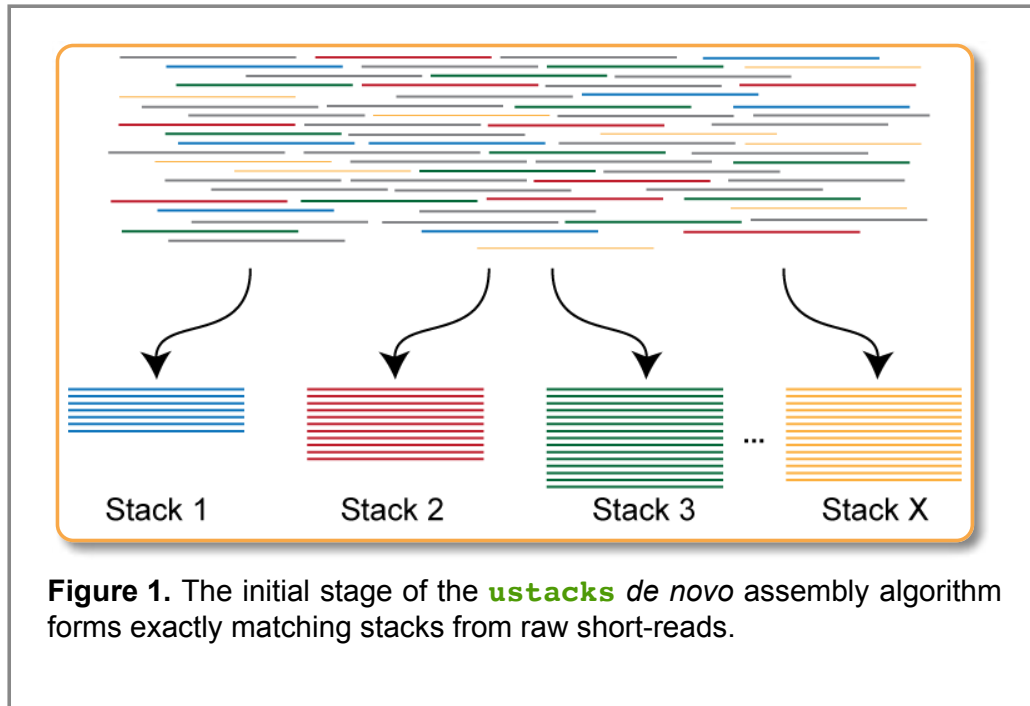 Stack 1
Stack 2
Stack 3
...
Stack X
Figure 1. The initial stage of the ustacks de novo assembly algorithm
forms exactly matching stacks from raw short-reads.